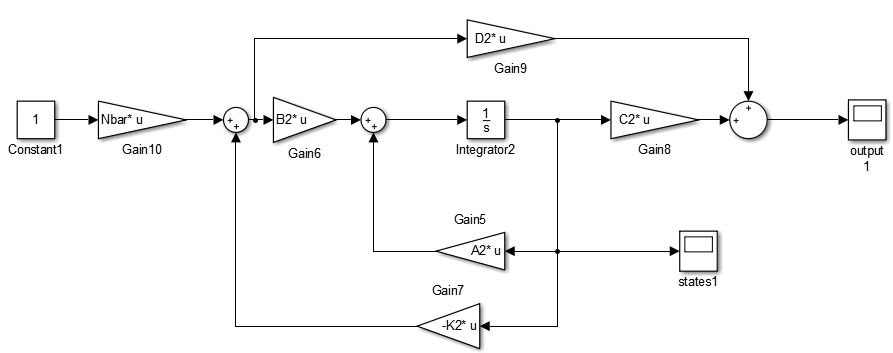 D2* u
Gain9
1
Constant1
Nbar* u
Gain10
+
+
B2* u
Gain6
+
+
1
s
Integrator2
C2* u
Gain8
+
+
output
1
Gain5
A2* u
states1
Gain7
-K2* u